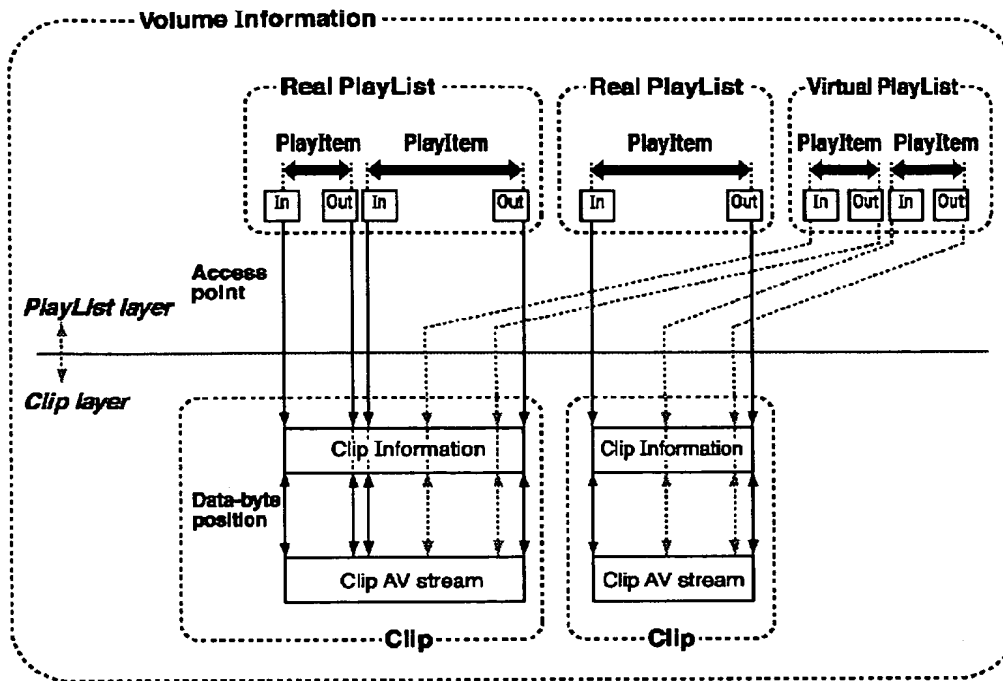 Volume Information
Real PlayList
Real PlayList
Virtual PlayList
PlayItem
PlayItem
PlayItem
PlayItem
PlayItem
In
Out
In
Out
In
Out
In
Out
In
Out
Access
point
PlayList layer
Clip layer
Clip Information
Clip Information
Data-byte
position
Clip AV stream
Clip AV stream
Clip
Clip